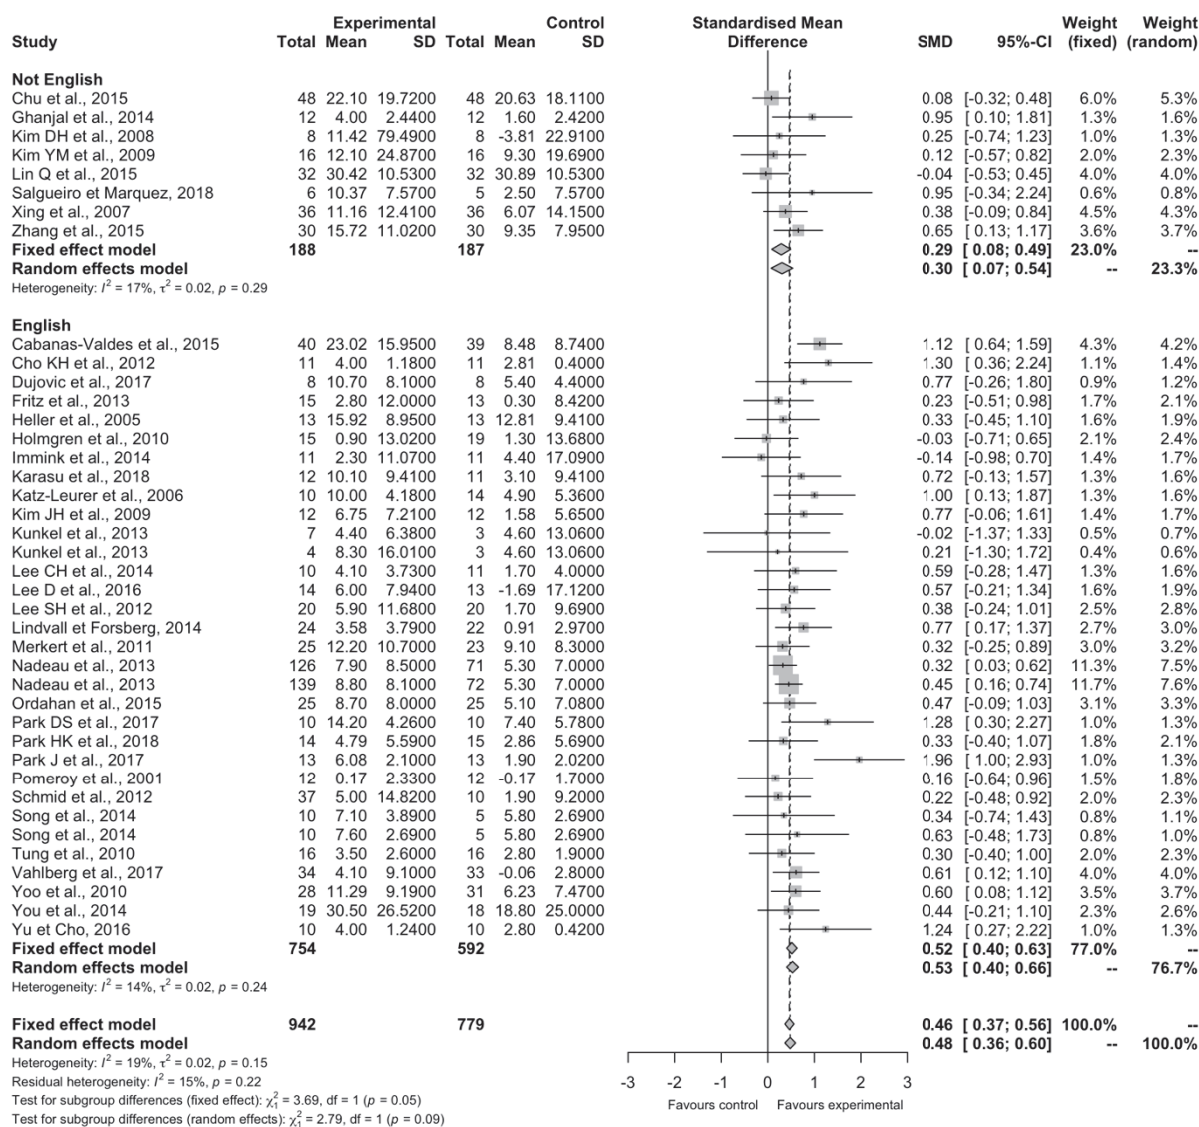 Experimental Control Standardised Mean Weight Weight
Study Total Mean SD Total Mean SD Difference SMD 95%-CI (fixed) (random)
Not English
Chu et al., 2015 48 22.10 19.7200 48 20.63 18.1100 0.08 [-0.32; 0.48] 6.0% 5.3%
Ghanjal et al., 2014 12 4.00 2.4400 12 1.60 2.4200 0.95 [ 0.10; 1.81] 1.3% 1.6%
Kim DH et al., 2008 8 11.42 79.4900 8 -3.81 22.9100 0.25 [-0.74; 1.23] 1.0% 1.3%
Kim YM et al., 2009 16 12.10 24.8700 16 9.30 19.6900 0.12 [-0.57; 0.82] 2.0% 2.3%
Lin Q et al., 2015 32 30.42 10.5300 32 30.89 10.5300 -0.04 [-0.53; 0.45] 4.0% 4.0%
Salgueiro et Marquez, 2018 6 10.37 7.5700 5 2.50 7.5700 0.95 [-0.34; 2.24] 0.6% 0.8%
Xing et al., 2007 36 11.16 12.4100 36 6.07 14.1500 0.38 [-0.09; 0.84] 4.5% 4.3%
Zhang et al., 2015 30 15.72 11.0200 30 9.35 7.9500 0.65 [ 0.13; 1.17] 3.6% 3.7%
Fixed effect model 188 187 0.29 [ 0.08; 0.49] 23.0% --
Random effects model 0.30 [ 0.07; 0.54] -- 23.3%
Heterogeneity: I² = 17%, τ² = 0.02, p = 0.29
English
Cabanas-Valdes et al., 2015 40 23.02 15.9500 39 8.48 8.7400 1.12 [ 0.64; 1.59] 4.3% 4.2%
Cho KH et al., 2012 11 4.00 1.1800 11 2.81 0.4000 1.30 [ 0.36; 2.24] 1.1% 1.4%
Dujovic et al., 2017 8 10.70 8.1000 8 5.40 4.4000 0.77 [-0.26; 1.80] 0.9% 1.2%
Fritz et al., 2013 15 2.80 12.0000 13 0.30 8.4200 0.23 [-0.51; 0.98] 1.7% 2.1%
Heller et al., 2005 13 15.92 8.9500 13 12.81 9.4100 0.33 [-0.45; 1.10] 1.6% 1.9%
Holmgren et al., 2010 15 0.90 13.0200 19 1.30 13.6800 -0.03 [-0.71; 0.65] 2.1% 2.4%
Immink et al., 2014 11 2.30 11.0700 11 4.40 17.0900 -0.14 [-0.98; 0.70] 1.4% 1.7%
Karasu et al., 2018 12 10.10 9.4100 11 3.10 9.4100 0.72 [-0.13; 1.57] 1.3% 1.6%
Katz-Leurer et al., 2006 10 10.00 4.1800 14 4.90 5.3600 1.00 [ 0.13; 1.87] 1.3% 1.6%
Kim JH et al., 2009 12 6.75 7.2100 12 1.58 5.6500 0.77 [-0.06; 1.61] 1.4% 1.7%
Kunkel et al., 2013 7 4.40 6.3800 3 4.60 13.0600 -0.02 [-1.37; 1.33] 0.5% 0.7%
Kunkel et al., 2013 4 8.30 16.0100 3 4.60 13.0600 0.21 [-1.30; 1.72] 0.4% 0.6%
Lee CH et al., 2014 10 4.10 3.7300 11 1.70 4.0000 0.59 [-0.28; 1.47] 1.3% 1.6%
Lee D et al., 2016 14 6.00 7.9400 13 -1.69 17.1200 0.57 [-0.21; 1.34] 1.6% 1.9%
Lee SH et al., 2012 20 5.90 11.6800 20 1.70 9.6900 0.38 [-0.24; 1.01] 2.5% 2.8%
Lindvall et Forsberg, 2014 24 3.58 3.7900 22 0.91 2.9700 0.77 [ 0.17; 1.37] 2.7% 3.0%
Merkert et al., 2011 25 12.20 10.7000 23 9.10 8.3000 0.32 [-0.25; 0.89] 3.0% 3.2%
Nadeau et al., 2013 126 7.90 8.5000 71 5.30 7.0000 0.32 [ 0.03; 0.62] 11.3% 7.5%
Nadeau et al., 2013 139 8.80 8.1000 72 5.30 7.0000 0.45 [ 0.16; 0.74] 11.7% 7.6%
Ordahan et al., 2015 25 8.70 8.0000 25 5.10 7.0800 0.47 [-0.09; 1.03] 3.1% 3.3%
Park DS et al., 2017 10 14.20 4.2600 10 7.40 5.7800 1.28 [ 0.30; 2.27] 1.0% 1.3%
Park HK et al., 2018 14 4.79 5.5900 15 2.86 5.6900 0.33 [-0.40; 1.07] 1.8% 2.1%
Park J et al., 2017 13 6.08 2.1000 13 1.90 2.0200 1.96 [ 1.00; 2.93] 1.0% 1.3%
Pomeroy et al., 2001 12 0.17 2.3300 12 -0.17 1.7000 0.16 [-0.64; 0.96] 1.5% 1.8%
Schmid et al., 2012 37 5.00 14.8200 10 1.90 9.2000 0.22 [-0.48; 0.92] 2.0% 2.3%
Song et al., 2014 10 7.10 3.8900 5 5.80 2.6900 0.34 [-0.74; 1.43] 0.8% 1.1%
Song et al., 2014 10 7.60 2.6900 5 5.80 2.6900 0.63 [-0.48; 1.73] 0.8% 1.0%
Tung et al., 2010 16 3.50 2.6000 16 2.80 1.9000 0.30 [-0.40; 1.00] 2.0% 2.3%
Vahlberg et al., 2017 34 4.10 9.1000 33 -0.06 2.8000 0.61 [ 0.12; 1.10] 4.0% 4.0%
Yoo et al., 2010 28 11.29 9.1900 31 6.23 7.4700 0.60 [ 0.08; 1.12] 3.5% 3.7%
You et al., 2014 19 30.50 26.5200 18 18.80 25.0000 0.44 [-0.21; 1.10] 2.3% 2.6%
Yu et Cho, 2016 10 4.00 1.2400 10 2.80 0.4200 1.24 [ 0.27; 2.22] 1.0% 1.3%
Fixed effect model 754 592 0.52 [ 0.40; 0.63] 77.0% --
Random effects model 0.53 [ 0.40; 0.66] -- 76.7%
Heterogeneity: I² = 14%, τ² = 0.02, p = 0.24
Fixed effect model 942 779 0.46 [ 0.37; 0.56] 100.0% --
Random effects model 0.48 [ 0.36; 0.60] -- 100.0%
Heterogeneity: I² = 19%, τ² = 0.02, p = 0.15
Residual heterogeneity: I² = 15%, p = 0.22
-3 -2 -1 0 1 2 3
Test for subgroup differences (fixed effect): χ²₁ = 3.69, df = 1 (p = 0.05)
Favours control Favours experimental
Test for subgroup differences (random effects): χ²₁ = 2.79, df = 1 (p = 0.09)